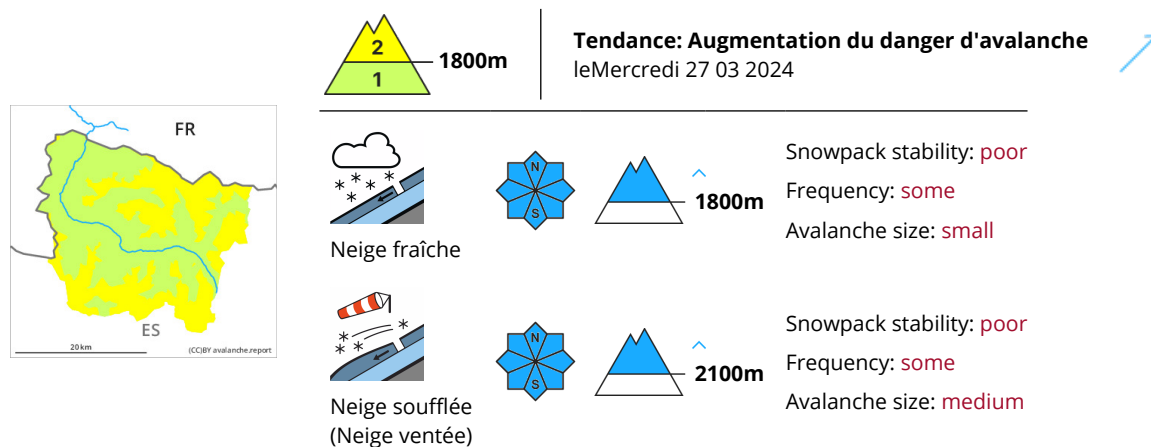 2
1
1800m
Tendance: Augmentation du danger d'avalanche
leMercredi 27 03 2024
FR
ES
20 km
(CC)BY avalanche.report
Neige fraîche
N
S
1800m
Snowpack stability: poor
Frequency: some
Avalanche size: small
Neige soufflée
(Neige ventée)
N
S
2100m
Snowpack stability: poor
Frequency: some
Avalanche size: medium